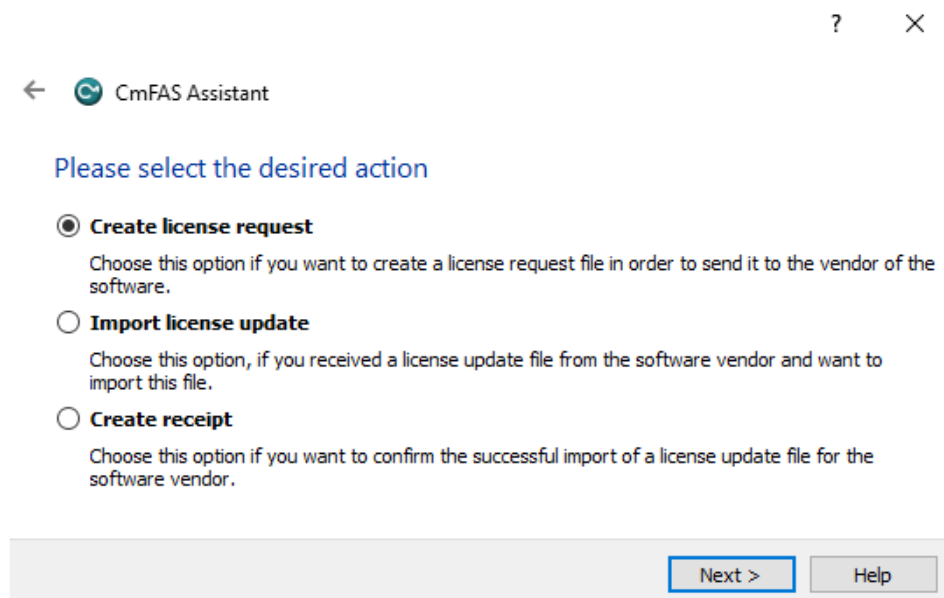 ?
CmFAS Assistant
Please select the desired action
Create license request
Choose this option if you want to create a license request file in order to send it to the vendor of the
software.
Import license update
Choose this option, if you received a license update file from the software vendor and want to
import this file.
Create receipt
Choose this option if you want to confirm the successful import of a license update file for the
software vendor.
Next > Help